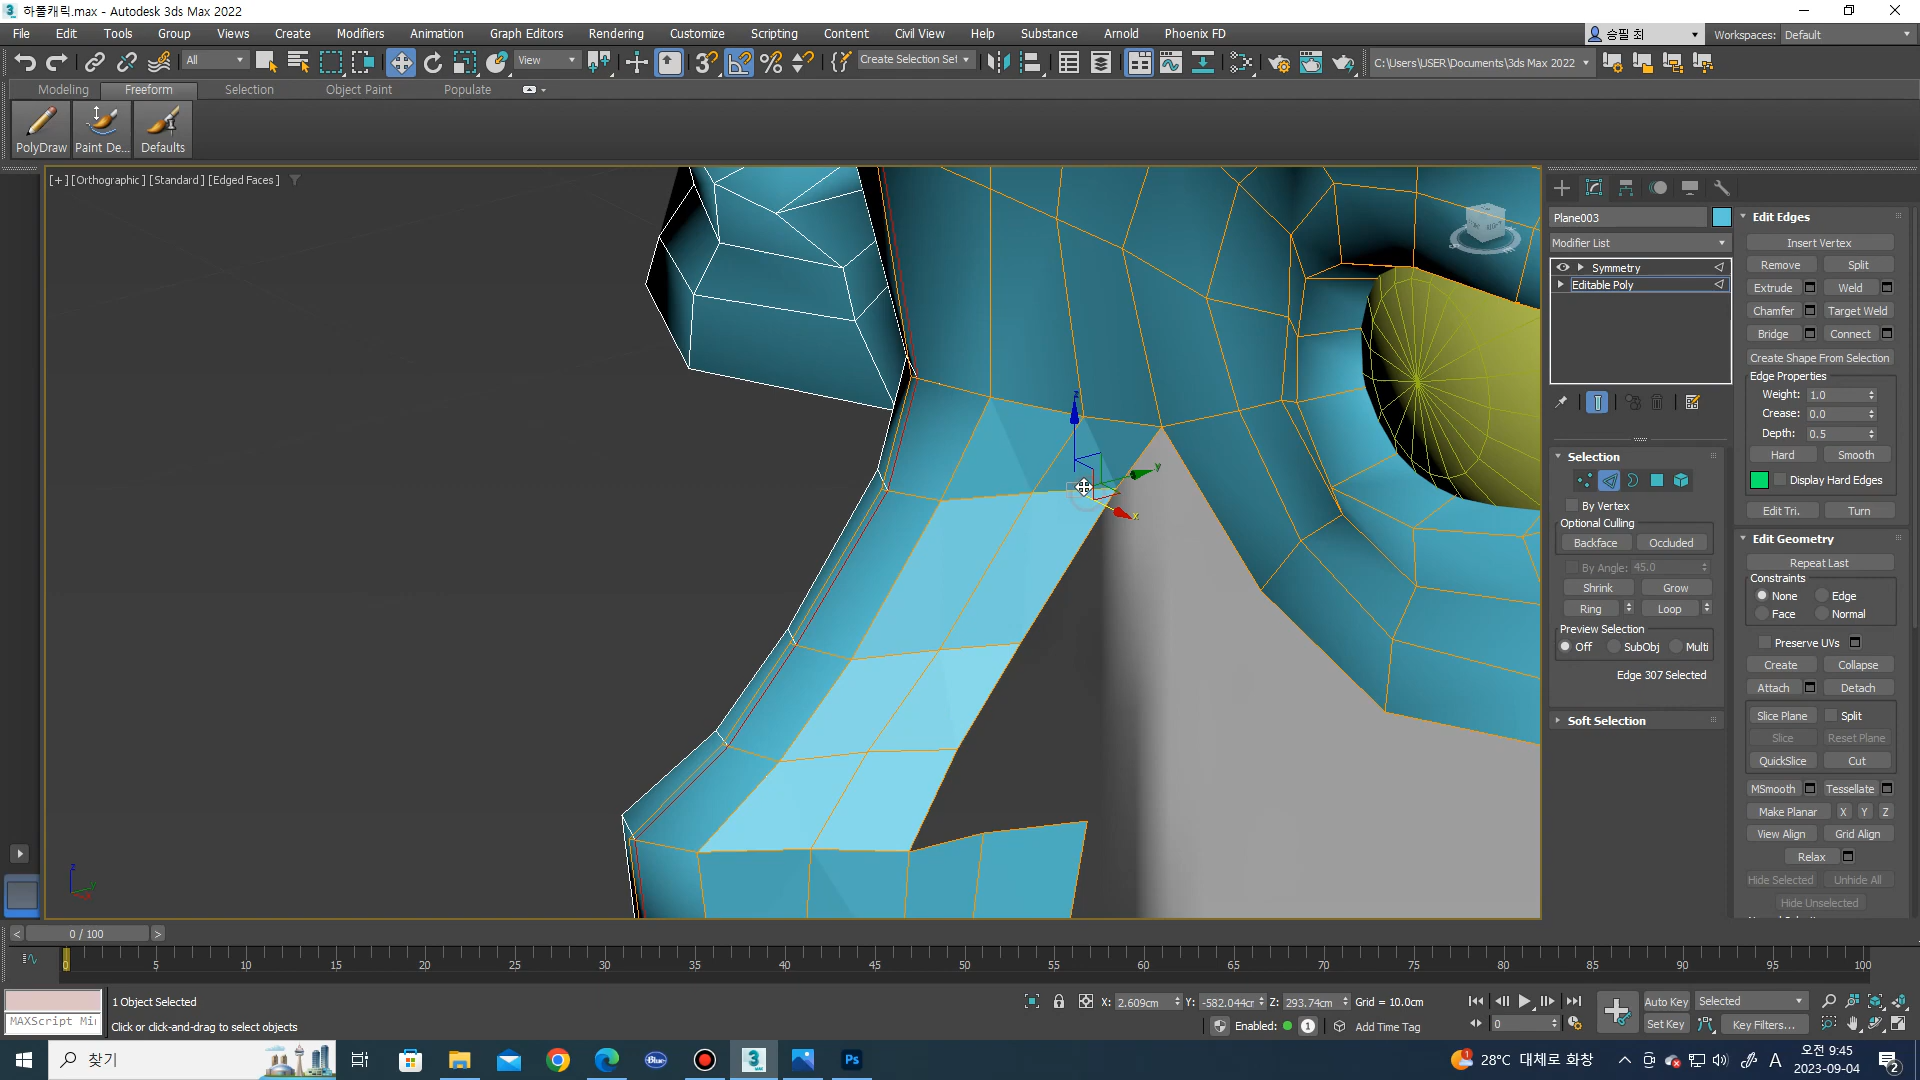 하폴캐릭.max - Autodesk 3ds Max 2022
File Edit Tools Group Views Create Modifiers Animation Graph Editors Rendering Customize Scripting Content Civil View Help Substance Arnold Phoenix FD
승필 최 Workspaces: Default
All View Create Selection Set C:\Users\USER\Documents\3ds Max 2022
Modeling Freeform Selection Object Paint Populate
PolyDraw Paint De... Defaults
[+] [Orthographic] [Standard] [Edged Faces]
z
y
x
Plane003
Modifier List
Symmetry
Editable Poly
Selection
By Vertex
Optional Culling
Backface Occluded
By Angle: 45.0
Shrink Grow
Ring Loop
Preview Selection
Off SubObj Multi
Edge 307 Selected
Soft Selection
Edit Edges
Insert Vertex
Remove Split
Extrude Weld
Chamfer Target Weld
Bridge Connect
Create Shape From Selection
Edge Properties
Weight: 1.0
Crease: 0.0
Depth: 0.5
Hard Smooth
Display Hard Edges
Edit Tri. Turn
Edit Geometry
Repeat Last
Constraints
None Edge
Face Normal
Preserve UVs
Create Collapse
Attach Detach
Slice Plane Split
Slice Reset Plane
QuickSlice Cut
MSmooth Tessellate
Make Planar X Y Z
View Align Grid Align
Relax
Hide Selected Unhide All
Hide Unselected
< 0 / 100 >
0 5 10 15 20 25 30 35 40 45 50 55 60 65 70 75 80 85 90 95 100
1 Object Selected
X: 2.609cm Y: -582.044cr Z: 293.74cm Grid = 10.0cm
Auto Key Selected
MAXScript Mi
Click or click-and-drag to select objects
Enabled: 1 Add Time Tag
0
Set Key Key Filters...
찾기
Blue
3
Ps
28°C 대체로 화창
A
오전 9:45
2023-09-04
2